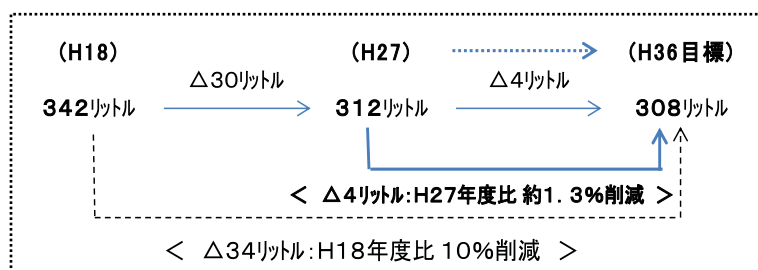 (H18) (H27) (H36目標)
△30リットル △4リットル
342リットル 312リットル 308リットル
＜ △4リットル:H27年度比 約1.3%削減 ＞
＜ △34リットル:H18年度比 10%削減 ＞